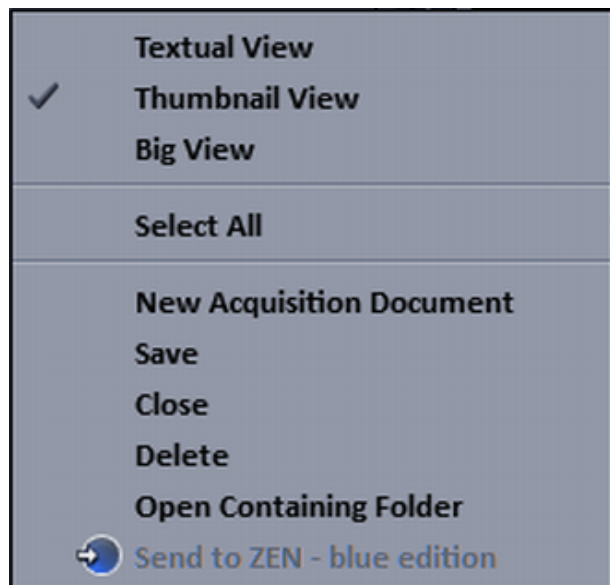 Textual View
Thumbnail View
Big View
Select All
New Acquisition Document
Save
Close
Delete
Open Containing Folder
Send to ZEN - blue edition